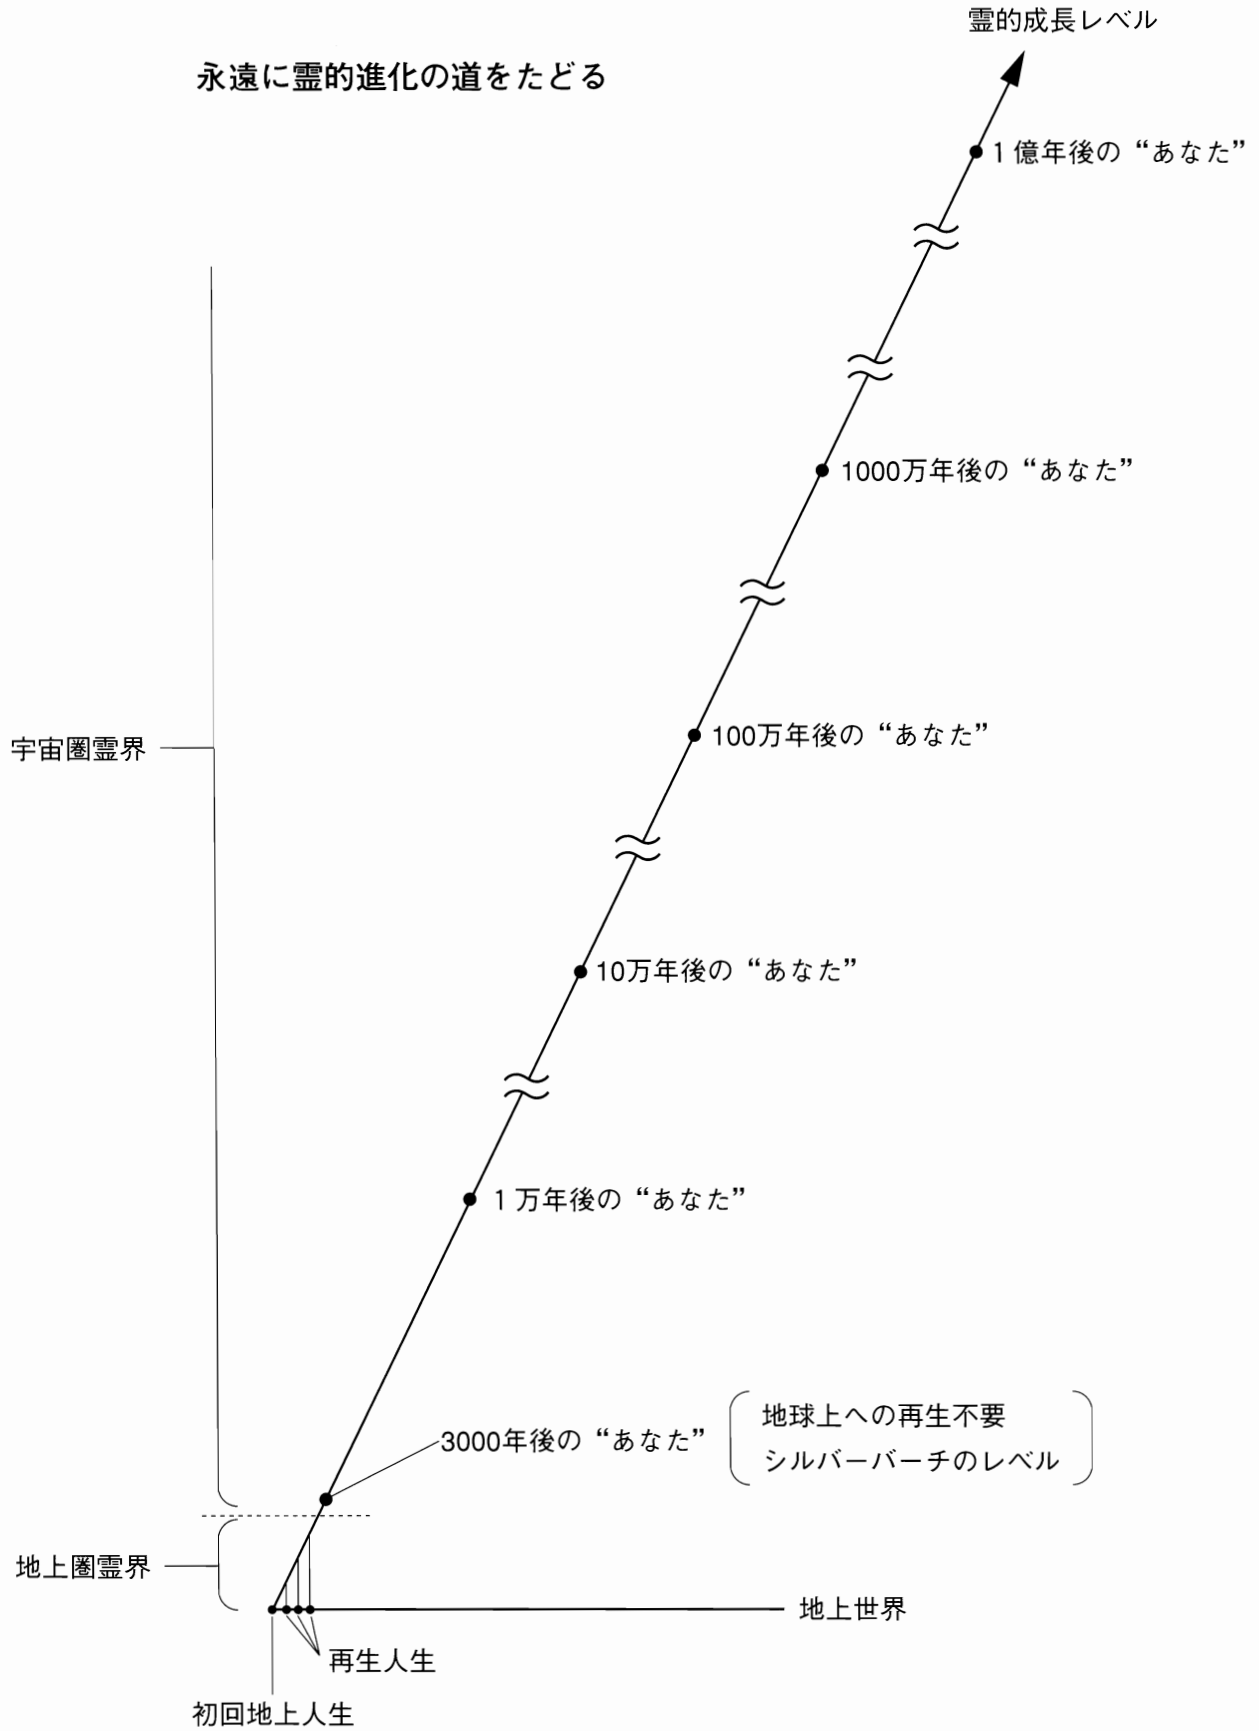 霊的成長レベル
永遠に霊的進化の道をたどる
1億年後の“あなた”
1000万年後の“あなた”
100万年後の“あなた”
宇宙圏霊界
10万年後の“あなた”
1万年後の“あなた”
3000年後の“あなた”
地球上への再生不要
シルバーバーチのレベル
地上圏霊界
地上世界
再生人生
初回地上人生